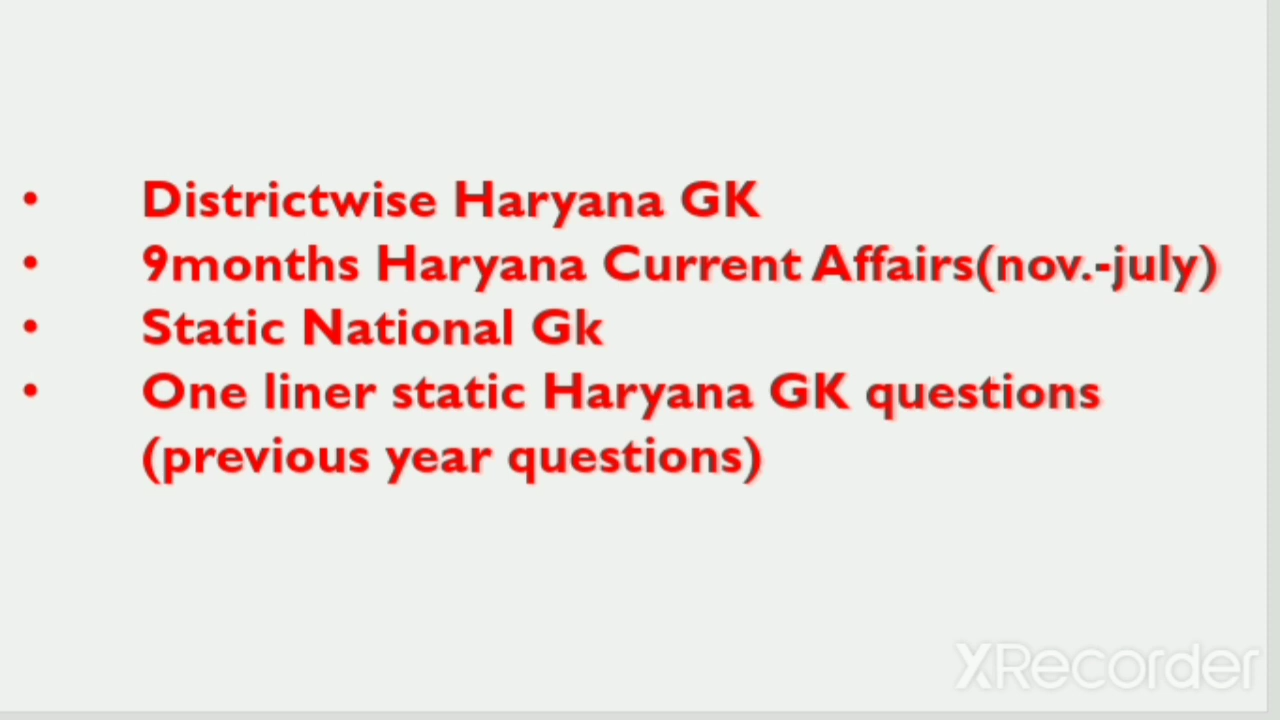 • Districtwise Haryana GK
• 9months Haryana Current Affairs(nov.-july)
• Static National Gk
• One liner static Haryana GK questions
(previous year questions)
XRecorder